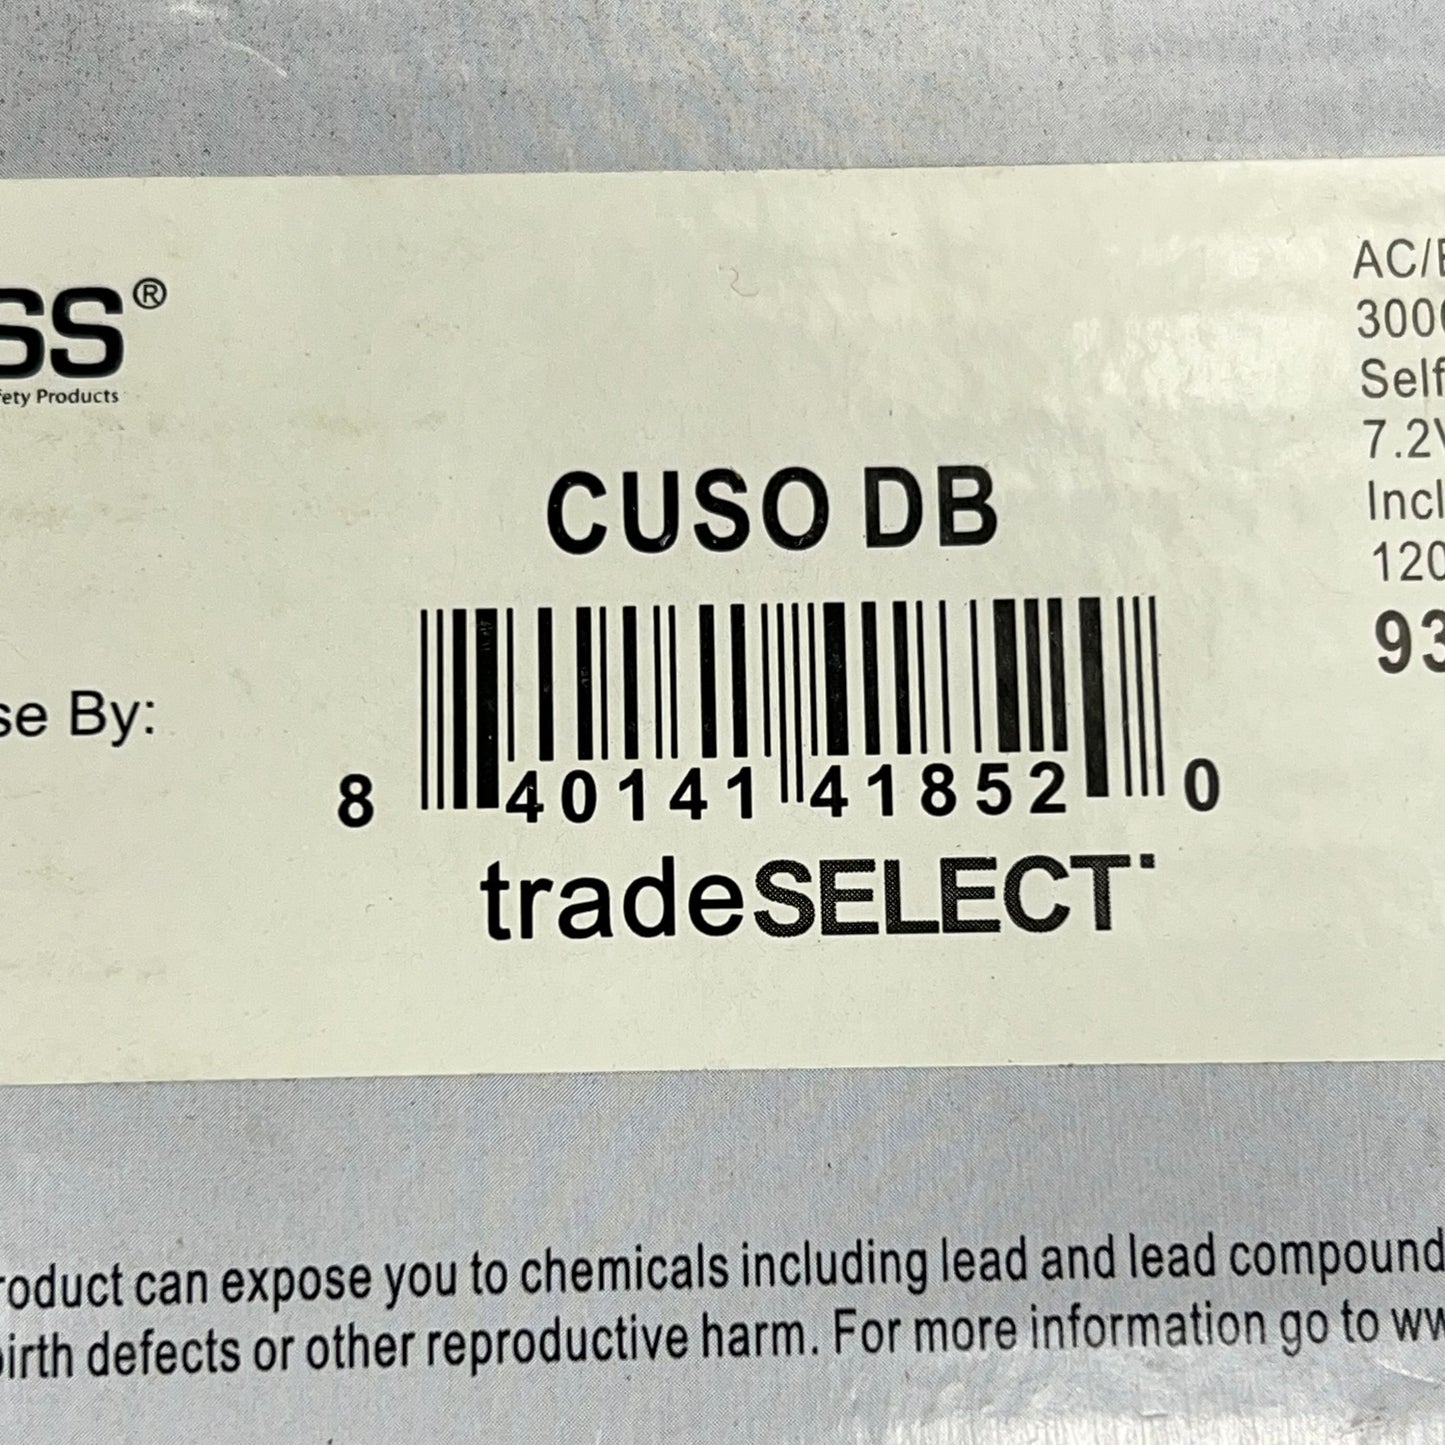 SS®
fety Products
AC/
300
Self
7.2V
Incl
120
93
CUSO DB
se By:
8 40141 41852 0
tradeSELECT
roduct can expose you to chemicals including lead and lead compound
birth defects or other reproductive harm. For more information go to ww